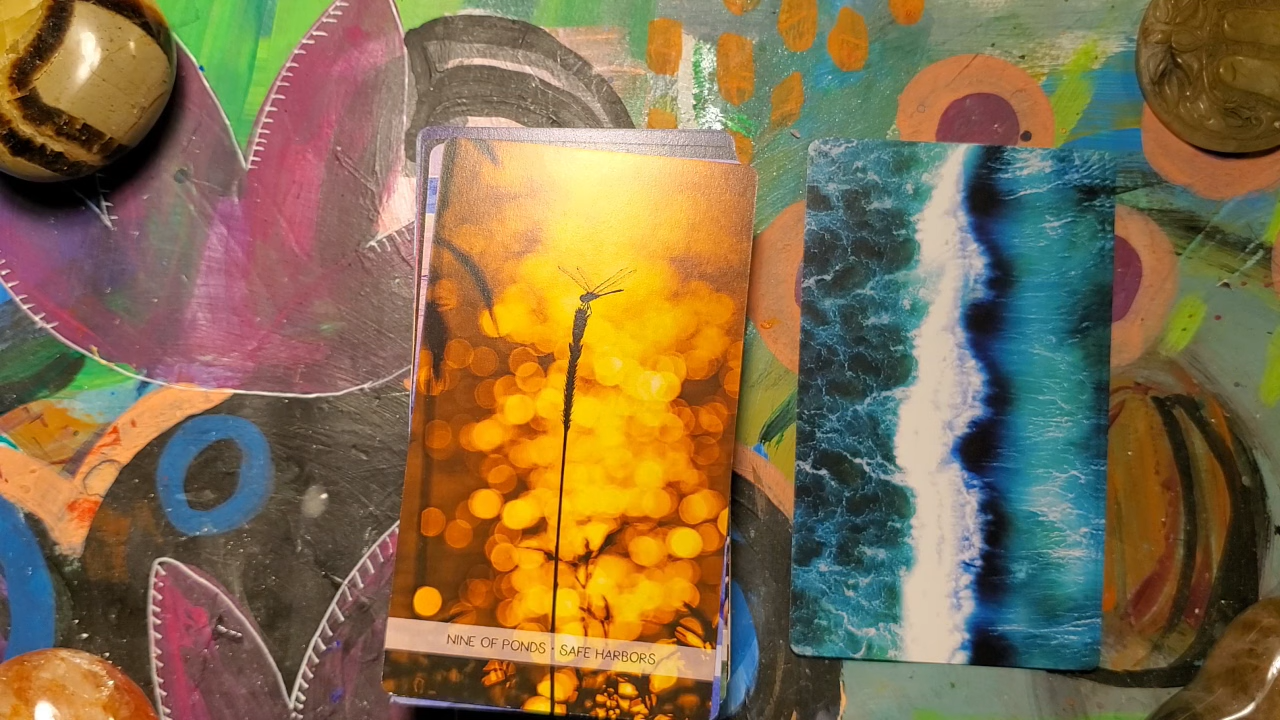 NINE OF PONDS • SAFE HARBORS